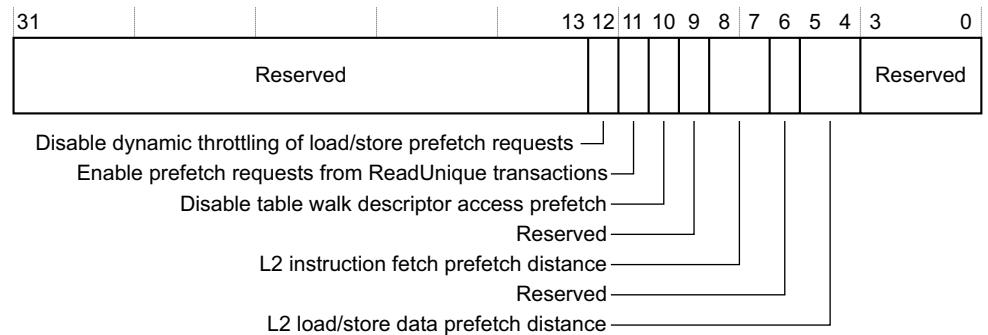 31 13 12 11 10 9 8 7 6 5 4 3 0
Reserved Reserved
Disable dynamic throttling of load/store prefetch requests
Enable prefetch requests from ReadUnique transactions
Disable table walk descriptor access prefetch
Reserved
L2 instruction fetch prefetch distance
Reserved
L2 load/store data prefetch distance